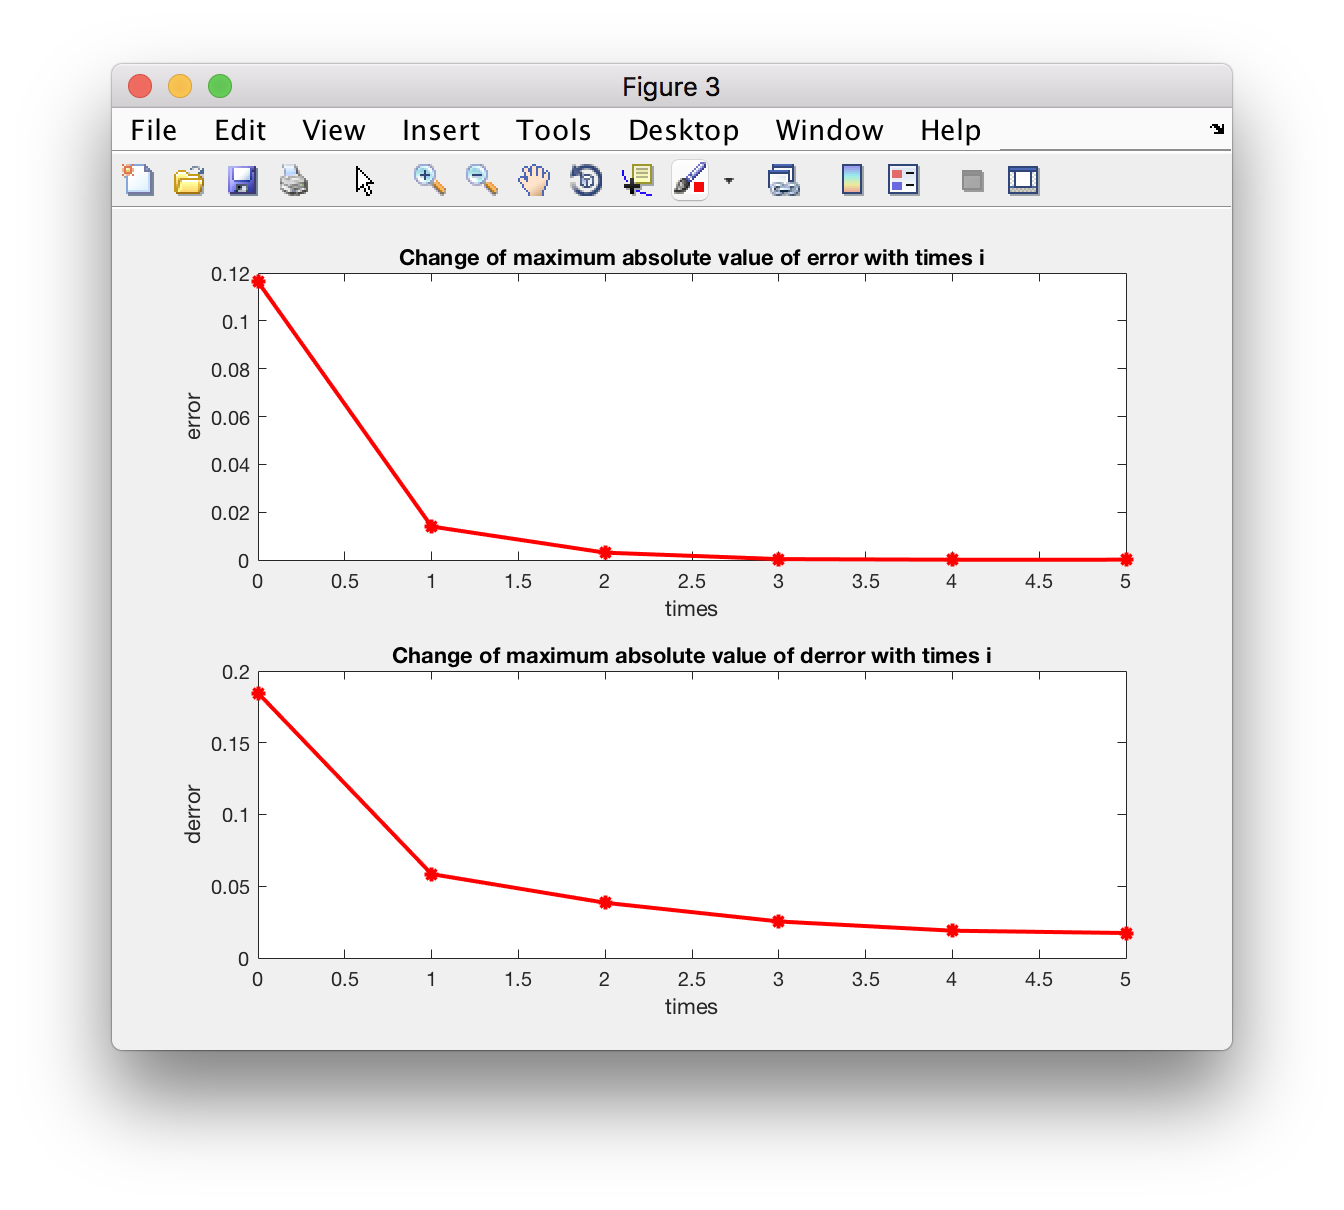 Figure 3
File Edit View Insert Tools Desktop Window Help
Change of maximum absolute value of error with times i
0.12
0.1
0.08
0.06
0.04
0.02
0
error
0 0.5 1 1.5 2 2.5 3 3.5 4 4.5 5
times
Change of maximum absolute value of derror with times i
0.2
0.15
0.1
0.05
0
derror
0 0.5 1 1.5 2 2.5 3 3.5 4 4.5 5
times